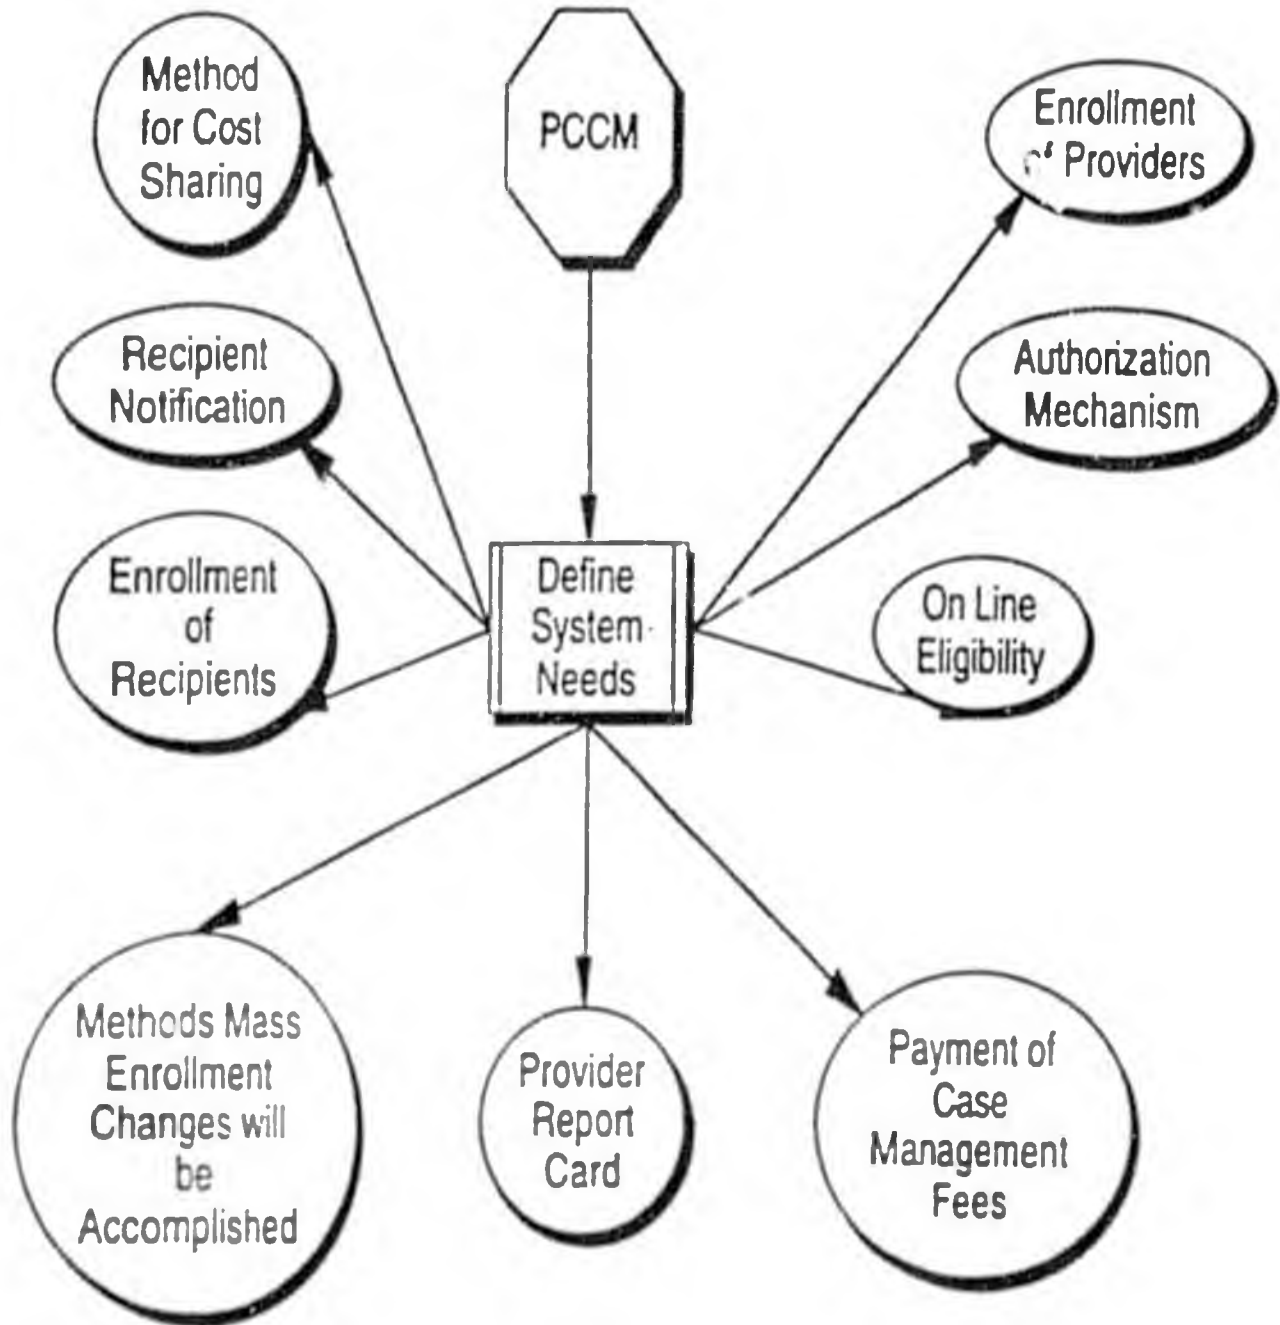 Method
for Cost
Sharing
PCCM
Enrollment
of Providers
Recipient
Notification
Authorization
Mechanism
Enrollment
of
Recipients
Define
System
Needs
On Line
Eligibility
Methods Mass
Enrollment
Changes will
be
Accomplished
Provider
Report
Card
Payment of
Case
Management
Fees